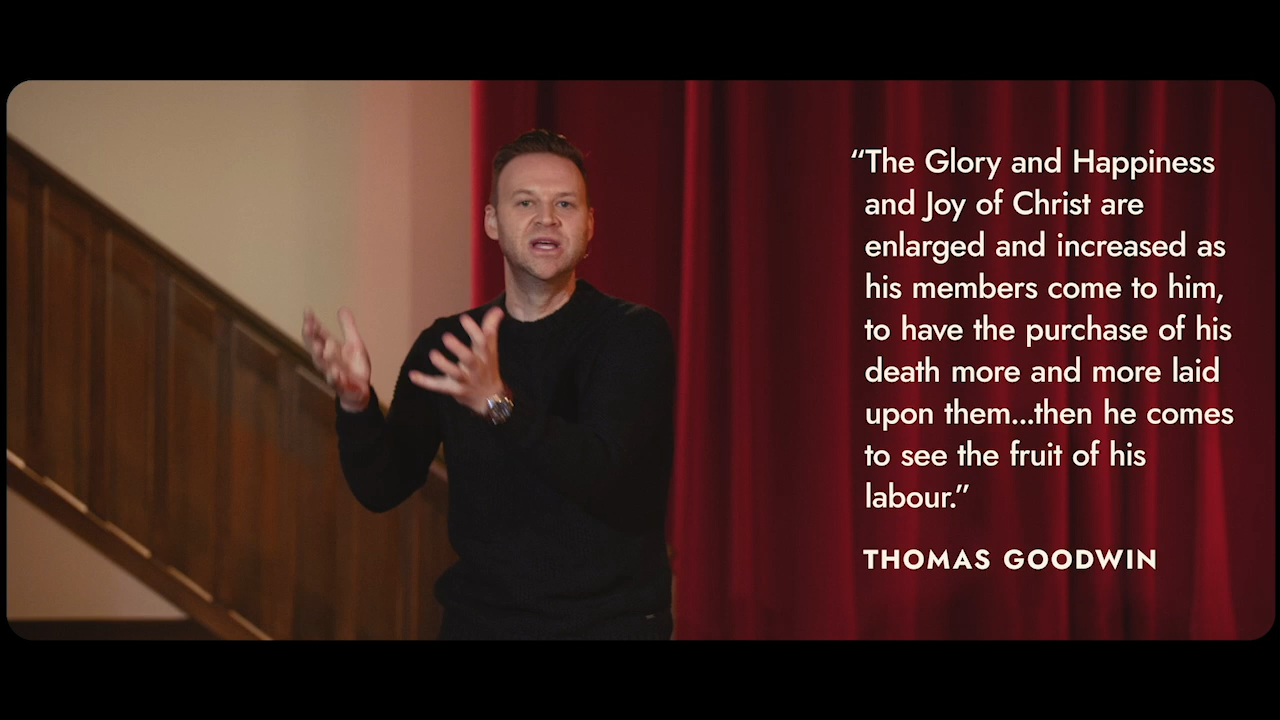 “The Glory and Happiness
and Joy of Christ are
enlarged and increased as
his members come to him,
to have the purchase of his
death more and more laid
upon them...then he comes
to see the fruit of his
labour.”
THOMAS GOODWIN